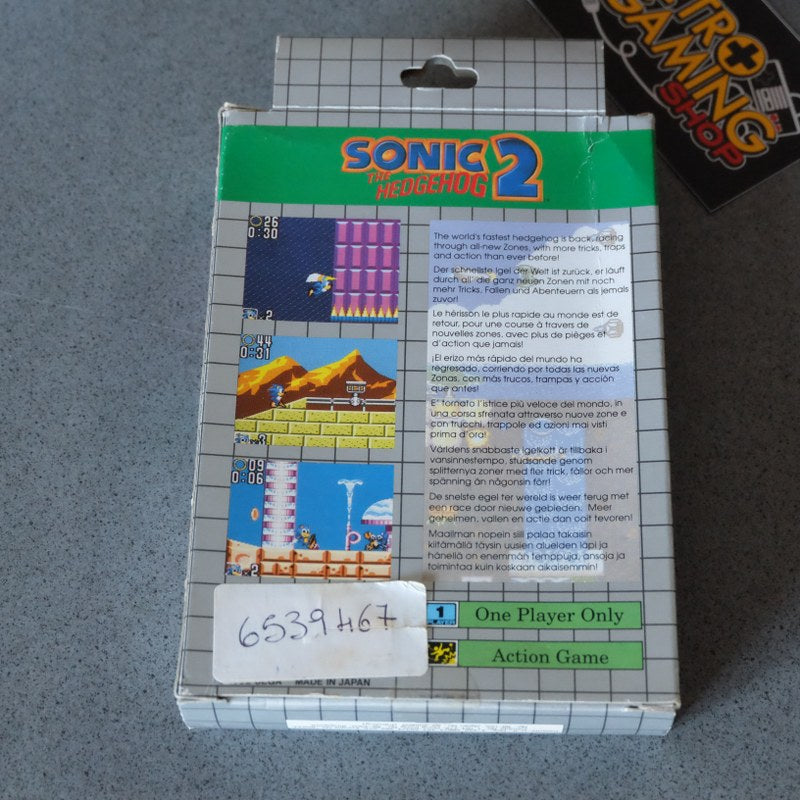 TRO
GAMING
SHOP
SONIC 2
THE
HEDGEHOG
26
0:30
2
44
0:31
3
09
0:06
2
The world's fastest hedgehog is back, racing
through all-new Zones, with more tricks, traps
and action than ever before!
Der schnellste Igel der Welt ist zurück, er läuft
durch all' die ganz neuen Zonen mit noch
mehr Tricks, Fallen und Abenteuern als jemals
zuvor!
Le hérisson le plus rapide au monde est de
retour, pour une course à travers de
nouvelles zones, avec plus de pièges et
d'action que jamais!
¡El erizo más rápido del mundo ha
regresado, corriendo por todas las nuevas
Zonas, con más trucos, trampas y acción
que antes!
E' tornato l'istrice più veloce del mondo, in
una corsa sfrenata attraverso nuove zone e
con trucchi, trappole ed azioni mai visti
prima d'ora!
Världens snabbaste igelkott är tillbaka i
vansinnestempo, studsande genom
splitternya zoner med fler trick, fällor och mer
spänning än någonsin förr!
De snelste egel ter wereld is weer terug met
een race door nieuwe gebieden. Meer
geheimen, vallen en actie dan ooit tevoren!
Maailman nopein siili palaa takaisin
kiitämällä täysin uusien alueiden läpi ja
hänellä on enemmän temppuja, ansoja ja
toimintaa kuin koskaan aikaisemmin!
6539467
1
PLAYER
One Player Only
Action Game
SEGA MADE IN JAPAN